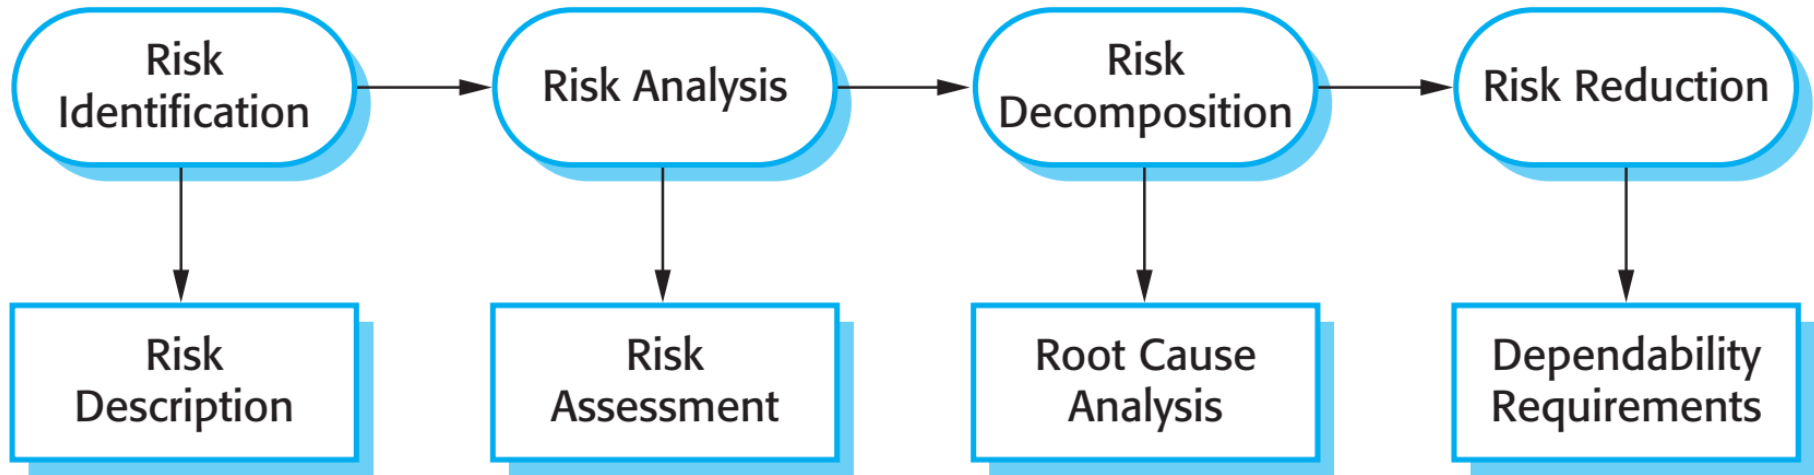 Risk
Identification
Risk Analysis
Risk
Decomposition
Risk Reduction
Risk
Description
Risk
Assessment
Root Cause
Analysis
Dependability
Requirements